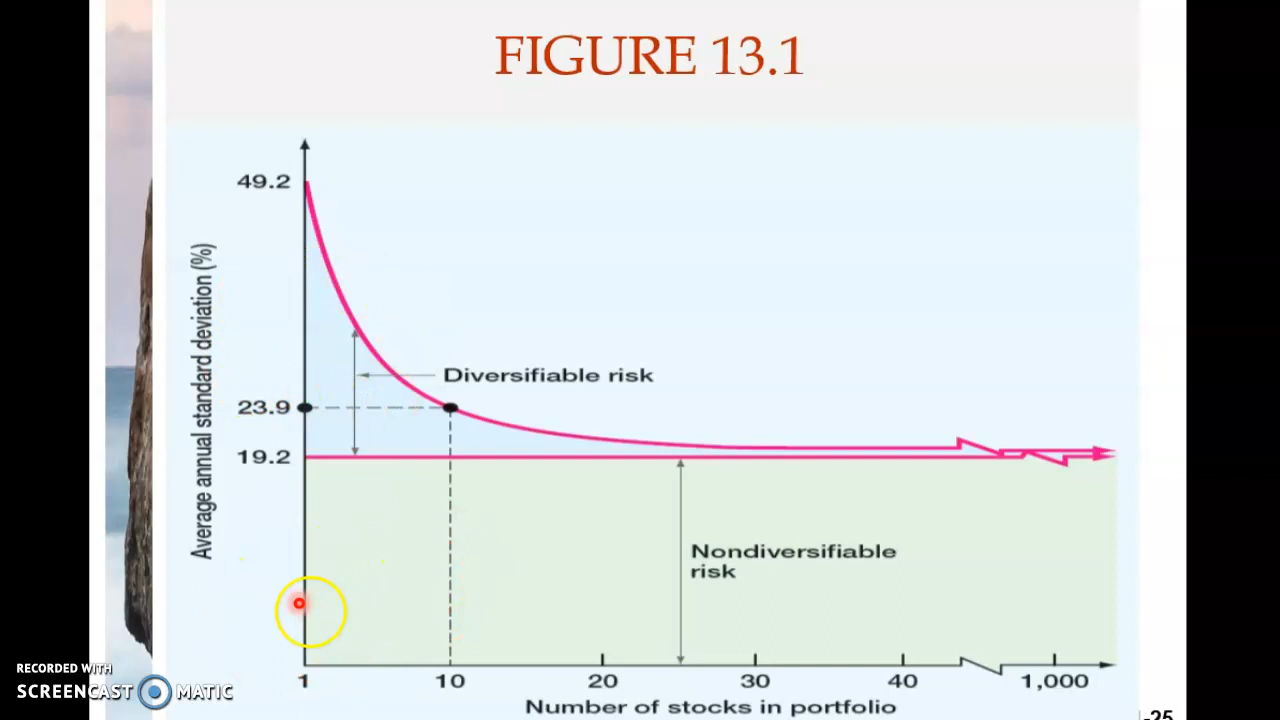 FIGURE 13.1
49.2
Average annual standard deviation (%)
Diversifiable risk
23.9
19.2
Nondiversifiable
risk
1 10 20 30 40 1,000
Number of stocks in portfolio
RECORDED WITH
SCREENCAST MATIC
-25